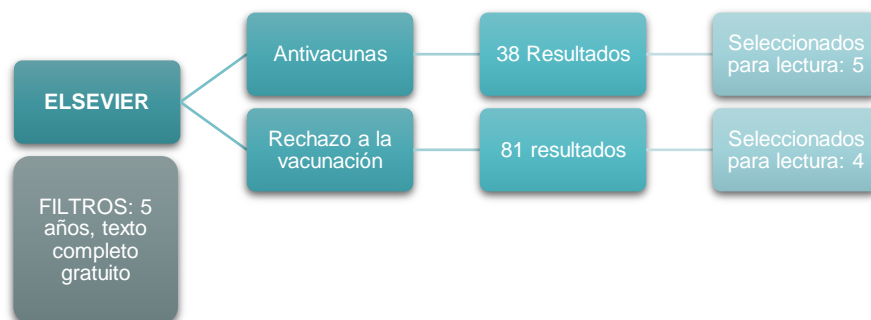 ELSEVIER
FILTROS: 5
años, texto
completo
gratuito
Antivacunas
38 Resultados
Seleccionados
para lectura: 5
Rechazo a la
vacunación
81 resultados
Seleccionados
para lectura: 4